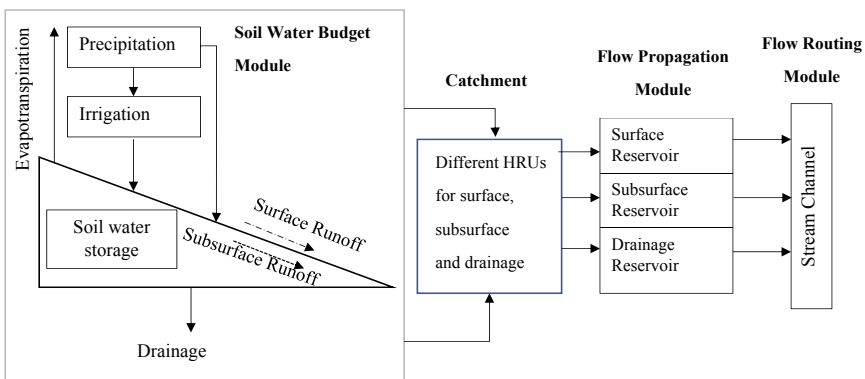 Evapotranspiration
Precipitation
Irrigation
Soil Water Budget
Module
Soil water
storage
Surface Runoff
Subsurface Runoff
Drainage
Catchment
Different HRUs
for surface,
subsurface
and drainage
Flow Propagation
Module
Surface
Reservoir
Subsurface
Reservoir
Drainage
Reservoir
Flow Routing
Module
Stream Channel